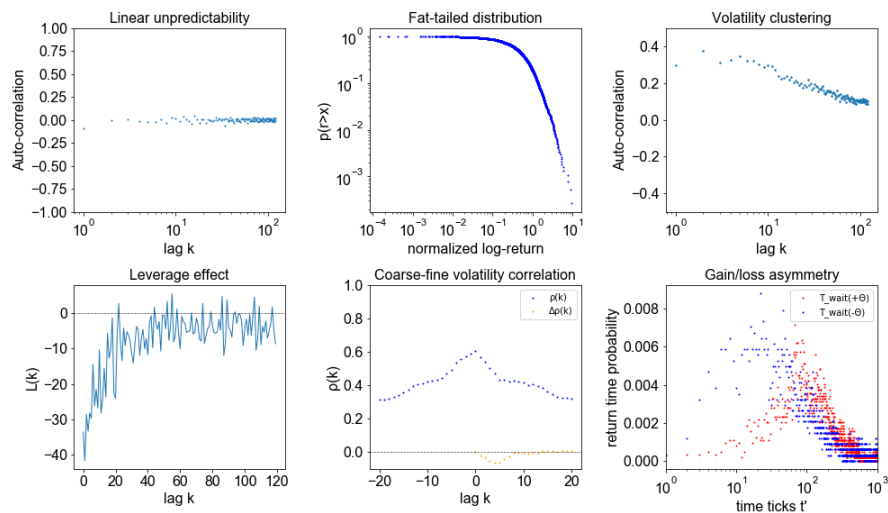 Linear unpredictability
Auto-correlation
1.00
0.75
0.50
0.25
0.00
−0.25
−0.50
−0.75
−1.00
10^0
10^1
10^2
lag k
Fat-tailed distribution
p(r>x)
10^0
10^−1
10^−2
10^−3
10^−4
10^−3
10^−2
10^−1
10^0
10^1
normalized log-return
Volatility clustering
Auto-correlation
0.4
0.2
0.0
−0.2
−0.4
10^0
10^1
10^2
lag k
Leverage effect
L(k)
0
−10
−20
−30
−40
0
20
40
60
80
100
120
lag k
Coarse-fine volatility correlation
ρ(k)
Δρ(k)
ρ(k)
1.0
0.8
0.6
0.4
0.2
0.0
−20
−10
0
10
20
lag k
Gain/loss asymmetry
T_wait(+Θ)
T_wait(-Θ)
return time probability
0.008
0.006
0.004
0.002
0.000
10^0
10^1
10^2
10^3
time ticks t'